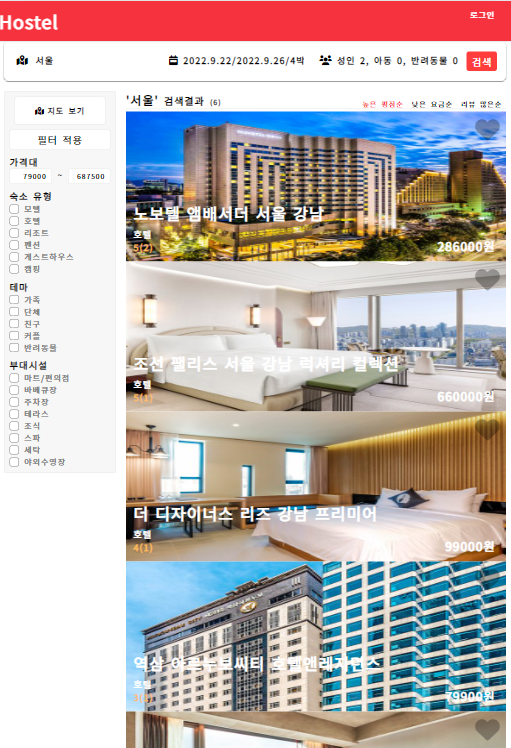 Hostel
로그인
서울
2022.9.22/2022.9.26/4박
성인 2, 아동 0, 반려동물 0
검색
지도 보기
필터 적용
가격대
79000 ~ 687500
숙소 유형
모텔
호텔
리조트
펜션
게스트하우스
캠핑
테마
가족
단체
친구
커플
반려동물
부대시설
마트/편의점
바베큐장
주차장
테라스
조식
스파
세탁
야외수영장
'서울' 검색결과 (6)
높은 평점순 낮은 요금순 리뷰 많은순
노보텔 앰배서더 서울 강남
호텔
5(2)
286000원
조선 팰리스 서울 강남 럭셔리 컬렉션
호텔
5(1)
660000원
더 디자이너스 리즈 강남 프리미어
호텔
4(1)
99000원
역삼 아르누보씨티 호텔앤레지던스
호텔
79900원